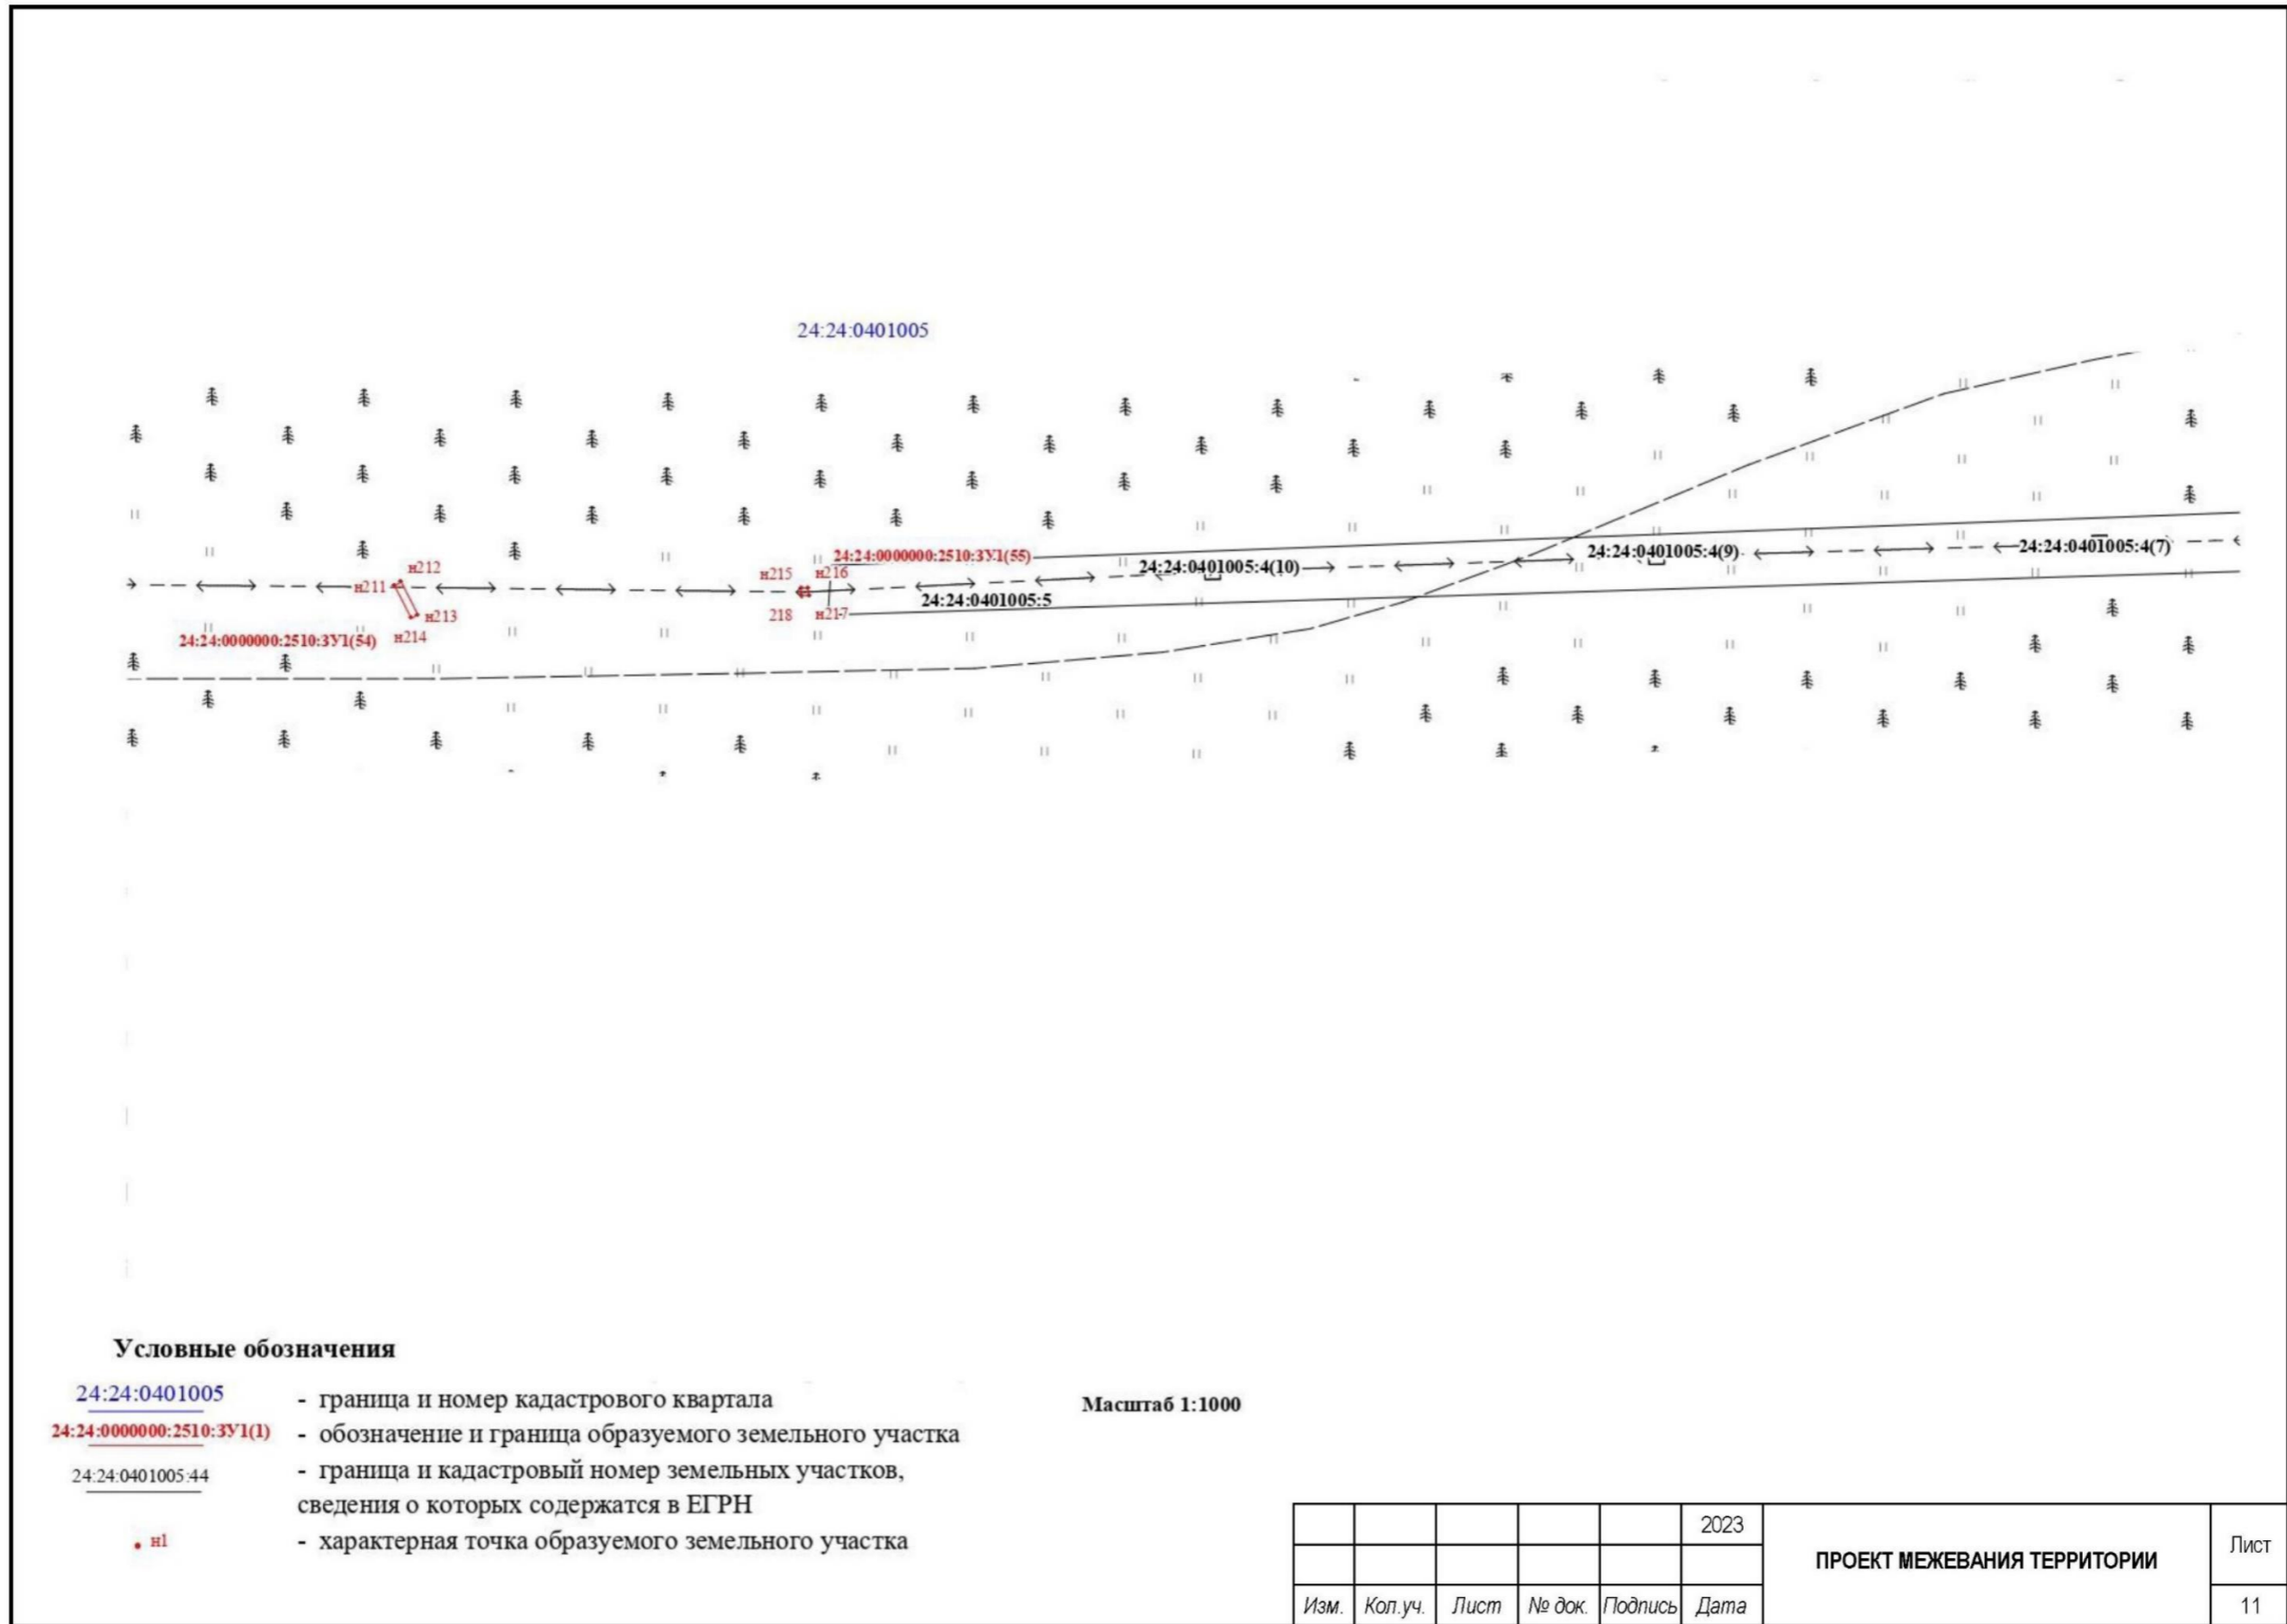 24:24:0401005
24:24:0000000:2510:ЗУ1(55)
24:24:0401005:4(10)
24:24:0401005:4(9)
24:24:0401005:4(7)
н212
н211
н215
н216
24:24:0401005:5
218
н217
н213
24:24:0000000:2510:ЗУ1(54)
н214
Условные обозначения
24:24:0401005
- граница и номер кадастрового квартала
Масштаб 1:1000
24:24:0000000:2510:ЗУ1(1)
- обозначение и граница образуемого земельного участка
24:24:0401005:44
- граница и кадастровый номер земельных участков,
сведения о которых содержатся в ЕГРН
н1
- характерная точка образуемого земельного участка
2023
ПРОЕКТ МЕЖЕВАНИЯ ТЕРРИТОРИИ
Лист
Изм. Кол.уч. Лист № док. Подпись Дата
11